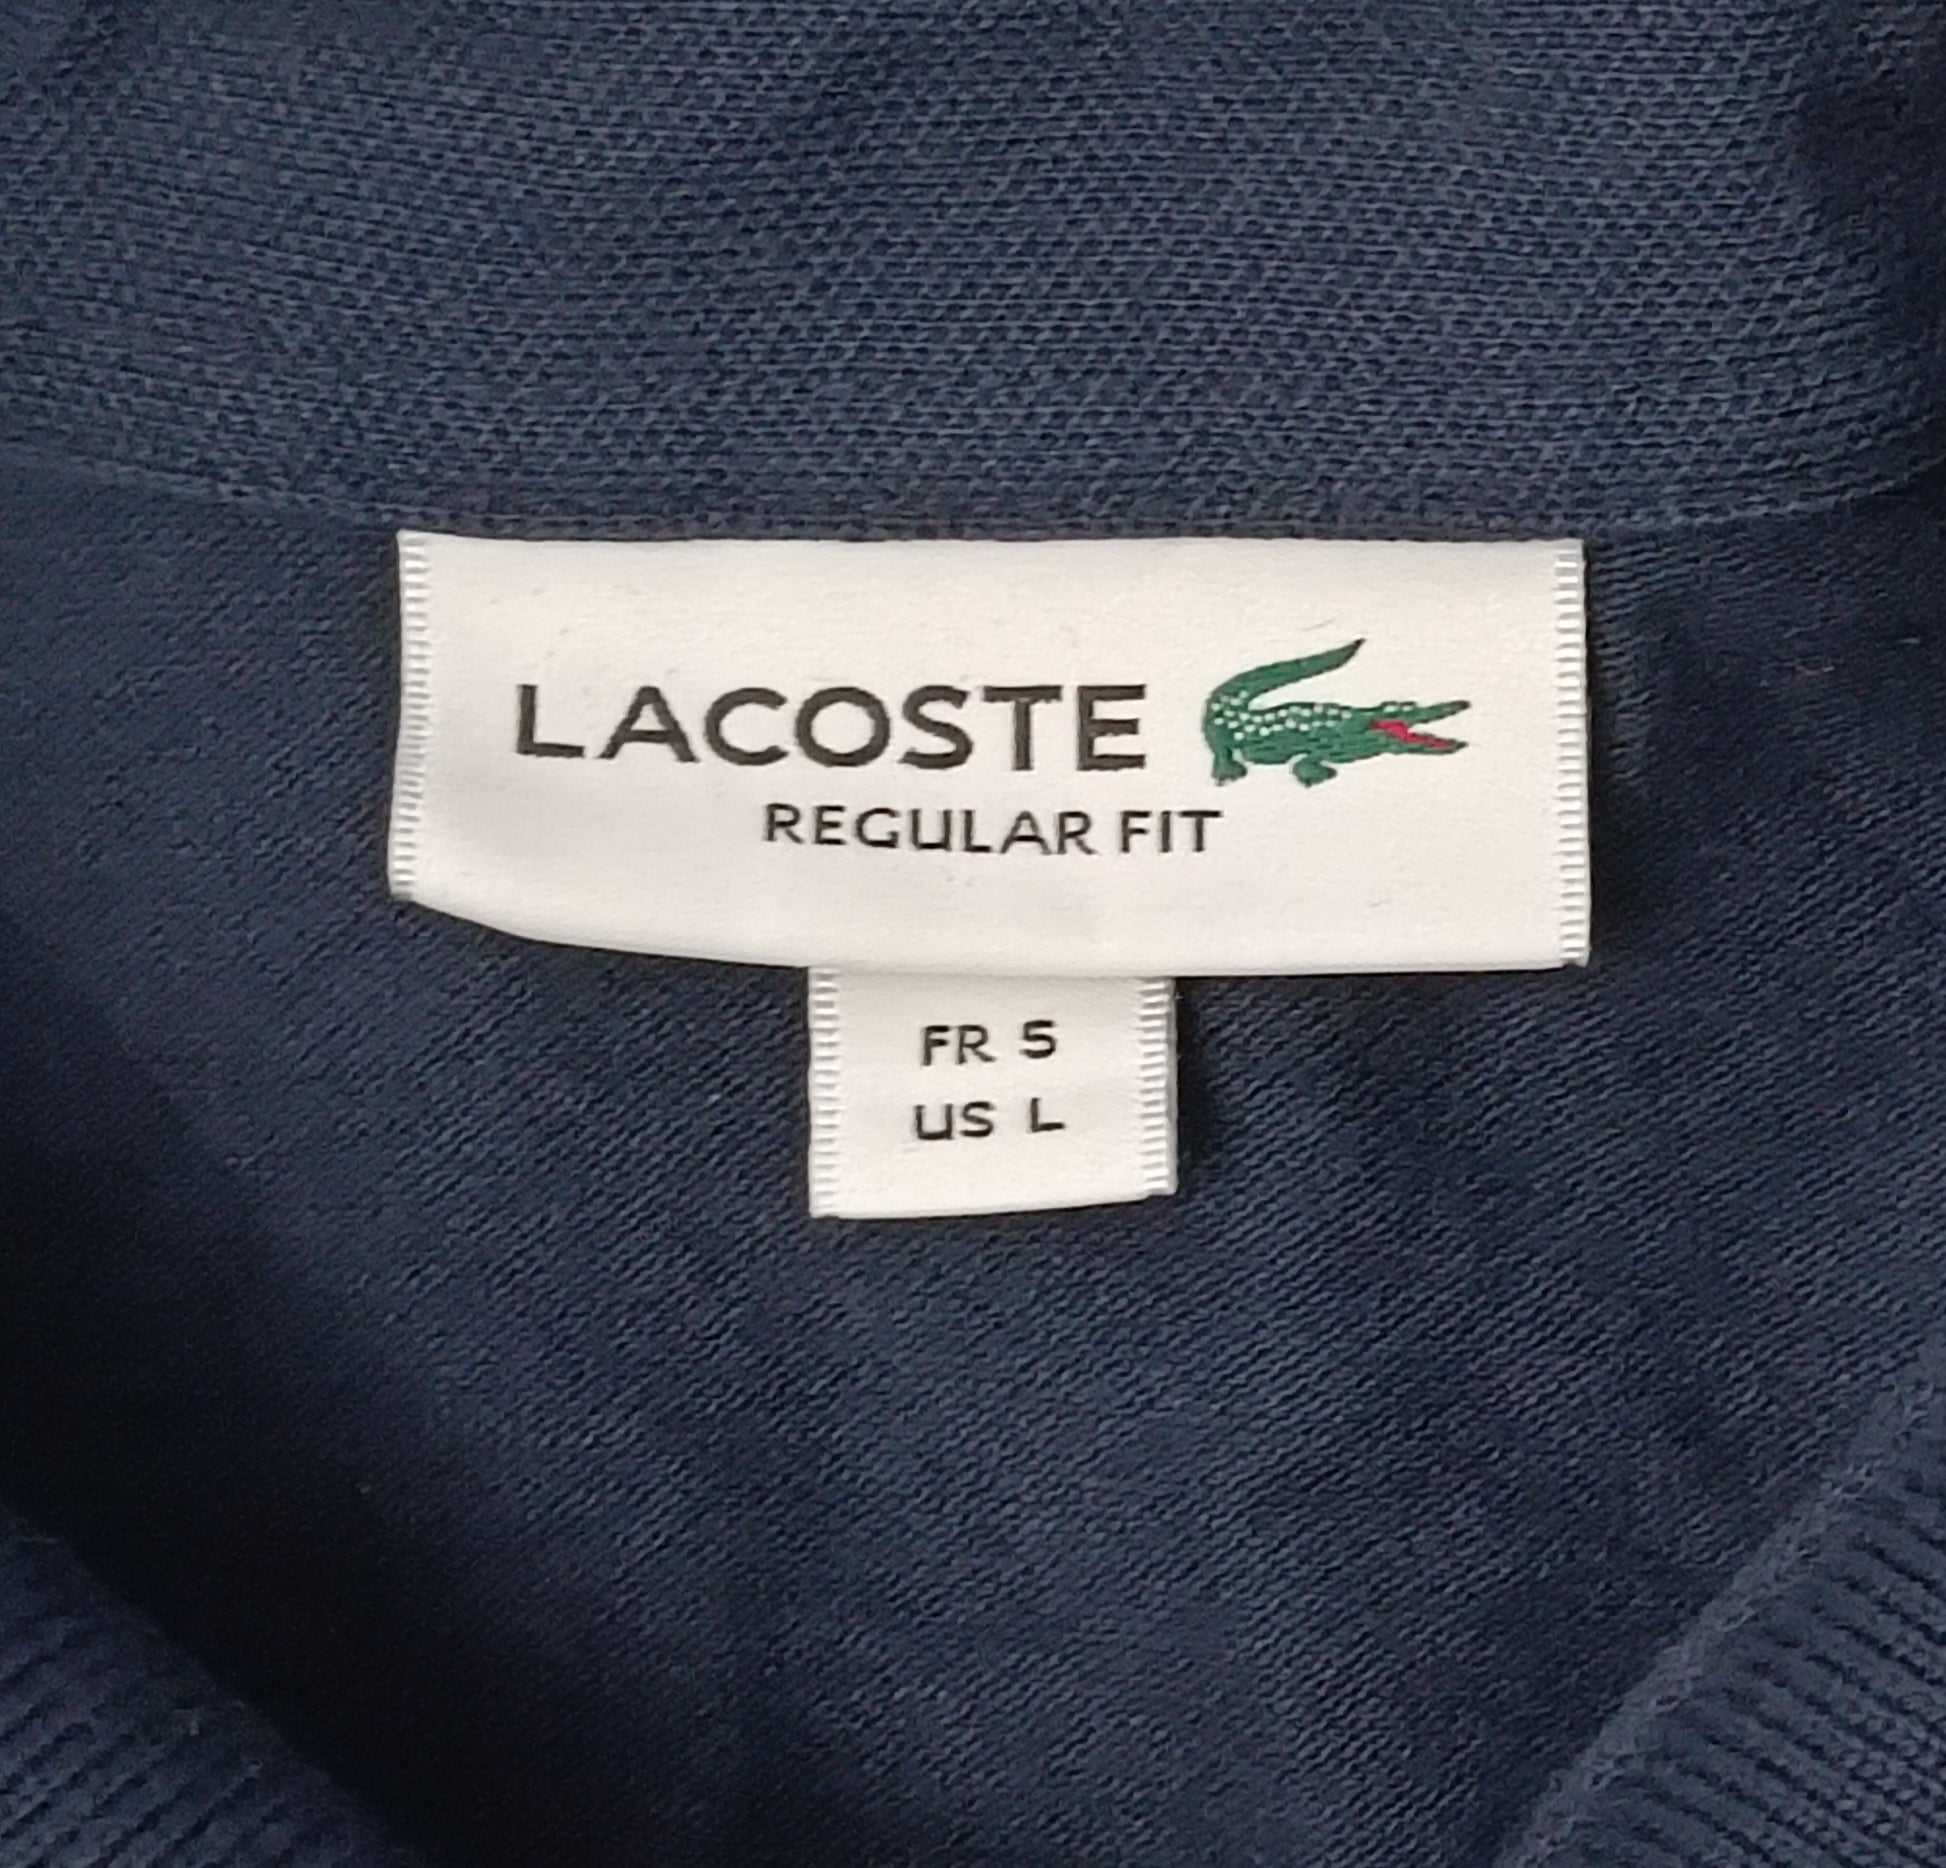 LACOSTE
REGULAR FIT
FR 5
US L